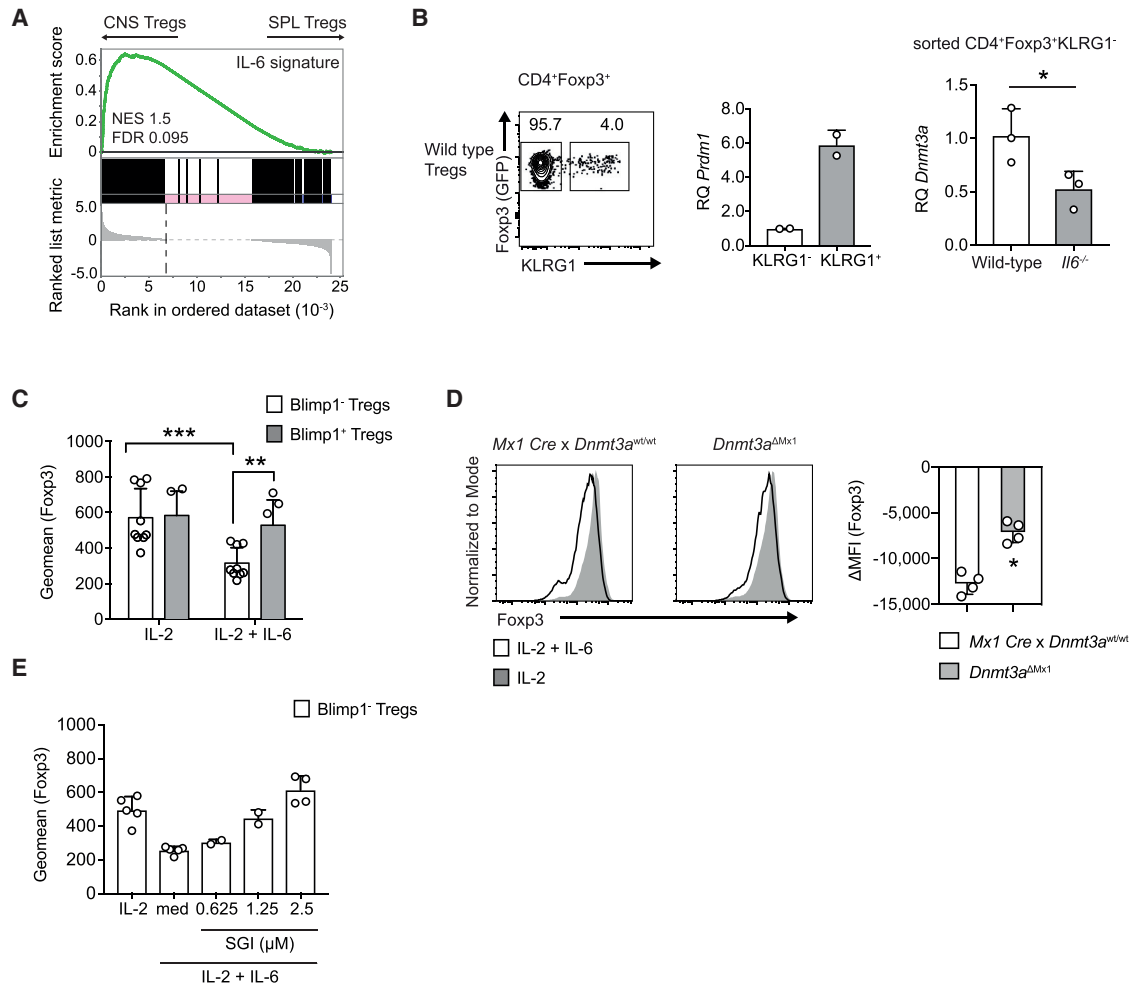 A
CNS Tregs
SPL Tregs
IL-6 signature
NES 1.5
FDR 0.095
Enrichment score
0.6
0.4
0.2
0
Ranked list metric
5.0
0
-5.0
0 5 10 15 20 25
Rank in ordered dataset (10⁻³)
B
CD4⁺Foxp3⁺
95.7
4.0
Wild type
Tregs
Foxp3 (GFP)
KLRG1
RQ Prdm1
8.0
6.0
4.0
2.0
0.0
KLRG1⁻ KLRG1⁺
sorted CD4⁺Foxp3⁺KLRG1⁻
RQ Dnmt3a
1.5
1.0
0.5
0.0
*
Wild-type Il6⁻/⁻
C
Blimp1⁻ Tregs
Blimp1⁺ Tregs
Geomean (Foxp3)
1000
800
600
400
200
0
***
**
IL-2 IL-2 + IL-6
D
Mx1 Cre x Dnmt3aʷᵗ/ʷᵗ
Dnmt3aΔMx1
Normalized to Mode
Foxp3
IL-2 + IL-6
IL-2
ΔMFI (Foxp3)
0
-5,000
-10,000
-15,000
*
Mx1 Cre x Dnmt3aʷᵗ/ʷᵗ
Dnmt3aΔMx1
E
Blimp1⁻ Tregs
Geomean (Foxp3)
1000
800
600
400
200
0
IL-2 med 0.625 1.25 2.5
SGI (µM)
IL-2 + IL-6